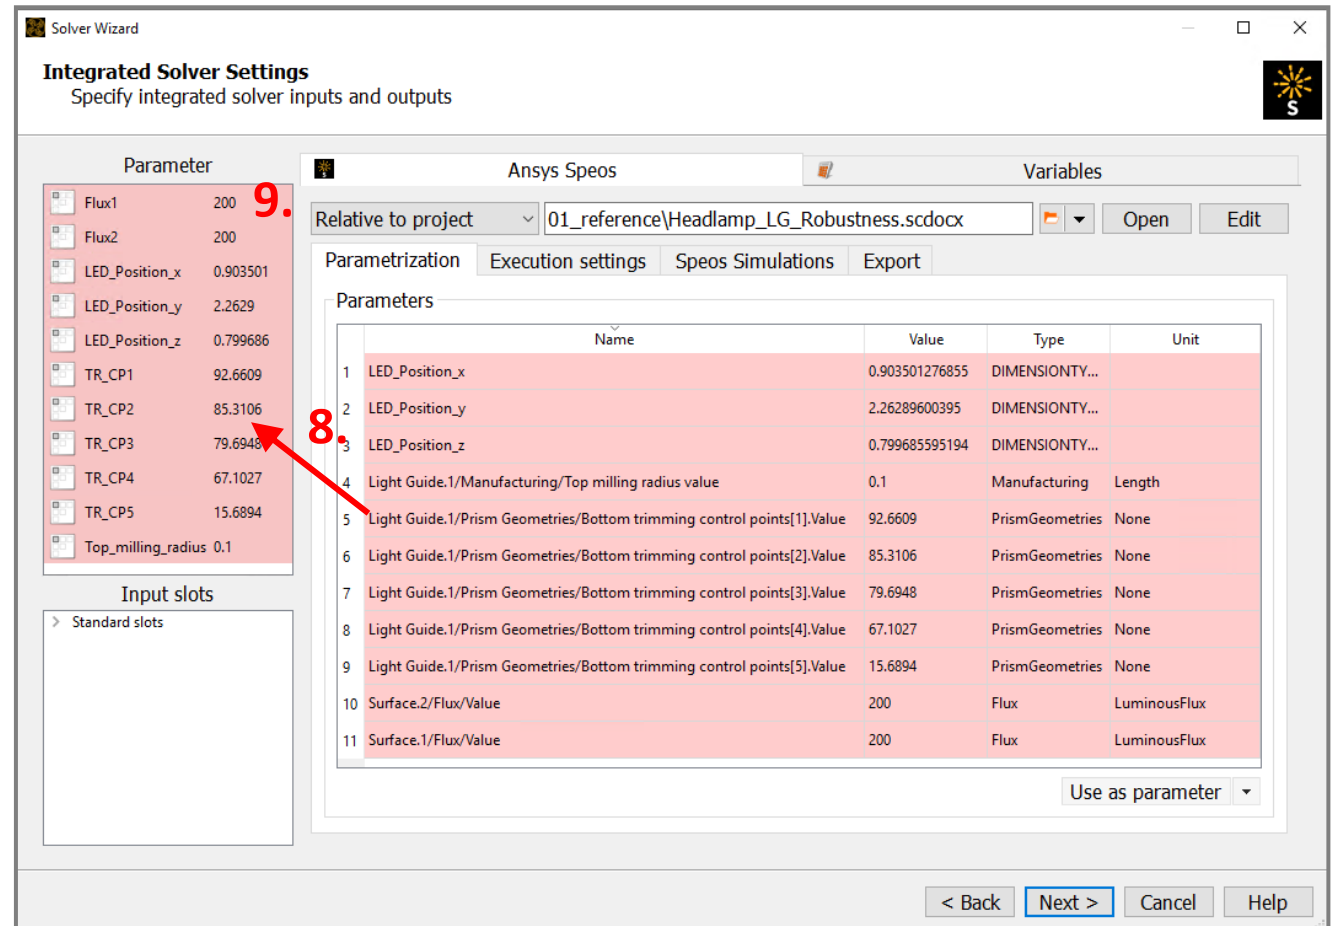 Solver Wizard
Integrated Solver Settings
Specify integrated solver inputs and outputs
S
Parameter
Flux1 200
Flux2 200
LED_Position_x 0.903501
LED_Position_y 2.2629
LED_Position_z 0.799686
TR_CP1 92.6609
TR_CP2 85.3106
TR_CP3 79.6948
TR_CP4 67.1027
TR_CP5 15.6894
Top_milling_radius 0.1
9.
8.
Input slots
Standard slots
Ansys Speos Variables
Relative to project 01_reference\Headlamp_LG_Robustness.scdocx Open Edit
Parametrization Execution settings Speos Simulations Export
Parameters
Name Value Type Unit
1 LED_Position_x 0.903501276855 DIMENSIONTY...
2 LED_Position_y 2.26289600395 DIMENSIONTY...
3 LED_Position_z 0.799685595194 DIMENSIONTY...
4 Light Guide.1/Manufacturing/Top milling radius value 0.1 Manufacturing Length
5 Light Guide.1/Prism Geometries/Bottom trimming control points[1].Value 92.6609 PrismGeometries None
6 Light Guide.1/Prism Geometries/Bottom trimming control points[2].Value 85.3106 PrismGeometries None
7 Light Guide.1/Prism Geometries/Bottom trimming control points[3].Value 79.6948 PrismGeometries None
8 Light Guide.1/Prism Geometries/Bottom trimming control points[4].Value 67.1027 PrismGeometries None
9 Light Guide.1/Prism Geometries/Bottom trimming control points[5].Value 15.6894 PrismGeometries None
10 Surface.2/Flux/Value 200 Flux LuminousFlux
11 Surface.1/Flux/Value 200 Flux LuminousFlux
Use as parameter
< Back Next > Cancel Help